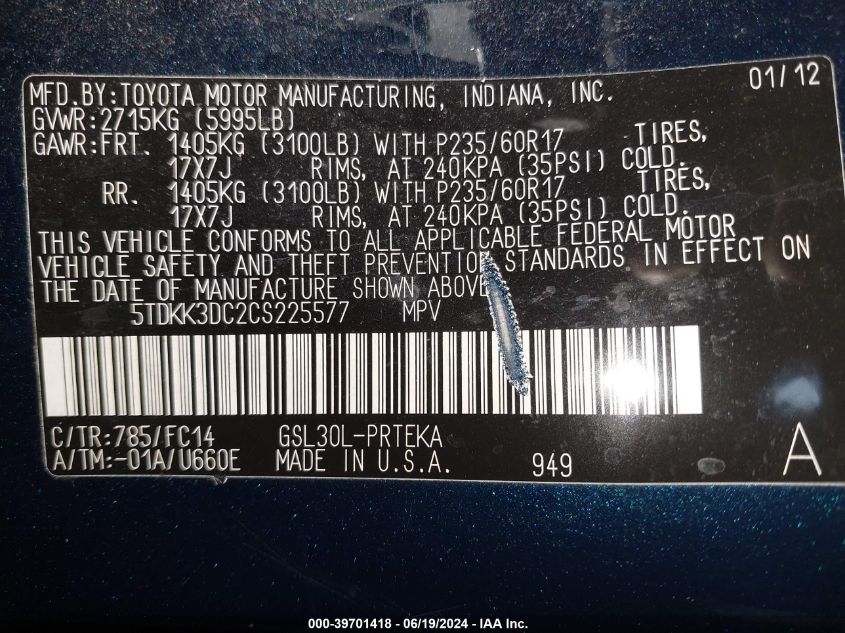 01/12
MFD.BY:TOYOTA MOTOR MANUFACTURING, INDIANA, INC.
GVWR:2715KG (5995LB)
GAWR:FRT. 1405KG (3100LB) WITH P235/60R17 TIRES,
17X7J RIMS, AT 240KPA (35PSI) COLD.
RR. 1405KG (3100LB) WITH P235/60R17 TIRES,
17X7J RIMS, AT 240KPA (35PSI) COLD.
THIS VEHICLE CONFORMS TO ALL APPLICABLE FEDERAL MOTOR
VEHICLE SAFETY AND THEFT PREVENTION STANDARDS IN EFFECT ON
THE DATE OF MANUFACTURE SHOWN ABOVE
5TDKK3DC2CS225577 MPV
C/TR:785/FC14 GSL30L-PRTEKA
A/TM:-01A/U660E MADE IN U.S.A. 949 A
000-39701418 - 06/19/2024 - IAA Inc.